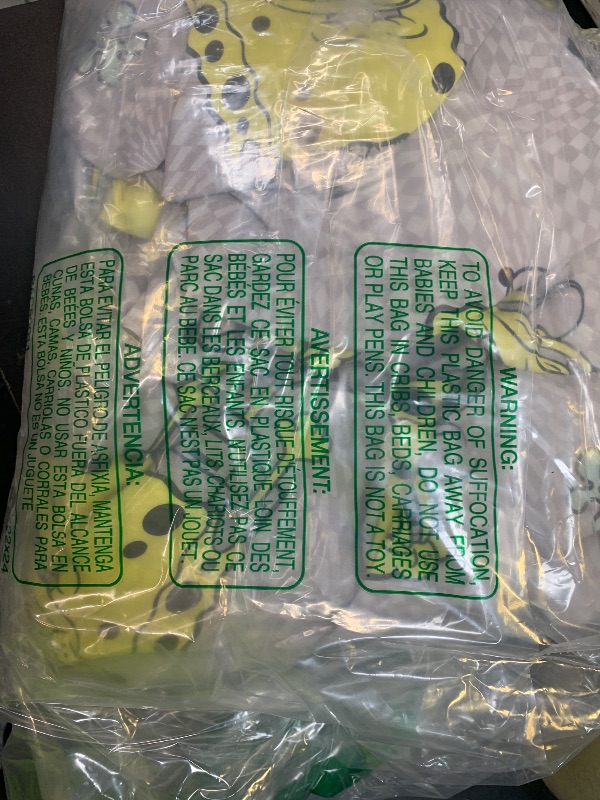 WARNING:
TO AVOID DANGER OF SUFFOCATION,
KEEP THIS PLASTIC BAG AWAY FROM
BABIES AND CHILDREN. DO NOT USE
THIS BAG IN CRIBS, BEDS, CARRIAGES
OR PLAY PENS. THIS BAG IS NOT A TOY.
AVERTISSEMENT:
POUR ÉVITER TOUT RISQUE D'ÉTOUFFEMENT,
GARDEZ CE SAC EN PLASTIQUE LOIN DES
BEBÉS ET LES ENFANTS. N'UTILISEZ PAS CE
SAC DANS LES BERCEAUX, LITS, CHARIOTS OU
PARC AU BEBE. CE SAC N'EST PAS UN JOUET.
ADVERTENCIA:
PARA EVITAR EL PELIGRO DE ASFIXIA, MANTENGA
ESTA BOLSA DE PLASTICO FUERA DEL ALCANCE
DE BEBES Y NIÑOS. NO USAR ESTA BOLSA EN
CUNAS, CAMAS, CARRIOLAS O CORRALES PARA
BEBES. ESTA BOLSA NO ES UN JUGUETE.
22X24